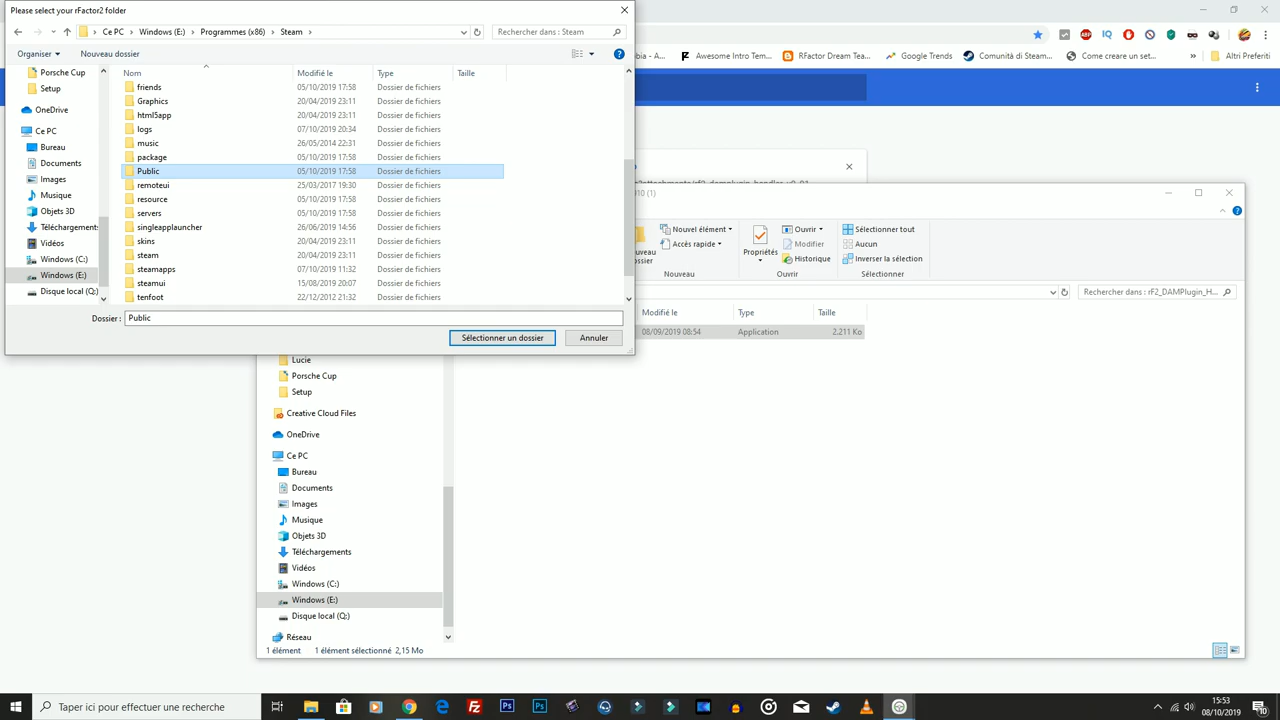 Please select your rFactor2 folder
Ce PC
Windows (E:)
Programmes (x86)
Steam
Rechercher dans : Steam
Organiser
Nouveau dossier
Nom
Modifié le
Type
Taille
Porsche Cup
Setup
OneDrive
Ce PC
Bureau
Documents
Images
Musique
Objets 3D
Téléchargement:
Vidéos
Windows (C:)
Windows (E:)
Disque local (Q:)
friends 05/10/2019 17:58 Dossier de fichiers
Graphics 20/04/2019 23:11 Dossier de fichiers
html5app 20/04/2019 23:11 Dossier de fichiers
logs 07/10/2019 20:34 Dossier de fichiers
music 26/05/2014 22:31 Dossier de fichiers
package 05/10/2019 17:58 Dossier de fichiers
Public 05/10/2019 17:58 Dossier de fichiers
remoteui 25/03/2017 19:30 Dossier de fichiers
resource 05/10/2019 17:58 Dossier de fichiers
servers 05/10/2019 17:58 Dossier de fichiers
singleapplauncher 26/06/2019 14:56 Dossier de fichiers
skins 20/04/2019 23:11 Dossier de fichiers
steam 20/04/2019 23:11 Dossier de fichiers
steamapps 07/10/2019 11:32 Dossier de fichiers
steamui 15/08/2019 20:07 Dossier de fichiers
tenfoot 22/12/2012 21:32 Dossier de fichiers
Dossier : Public
Sélectionner un dossier
Annuler
ABP
IQ
bia - K...
Awesome Intro Tem...
RFactor Dream Tea...
Google Trends
Comunità di Steam...
Come creare un set...
»
Altri Preferiti
010 (1)
Nouvel élément
Accès rapide
Nouveau
Propriétés
Ouvrir
Modifier
Historique
Ouvrir
Sélectionner tout
Aucun
Inverser la sélection
Sélectionner
Rechercher dans : rF2_DAMPlugin_H...
Modifié le
Type
Taille
08/09/2019 08:54
Application
2.211 Ko
Lucie
Porsche Cup
Setup
Creative Cloud Files
OneDrive
Ce PC
Bureau
Documents
Images
Musique
Objets 3D
Téléchargements
Vidéos
Windows (C:)
Windows (E:)
Disque local (Q:)
Réseau
1 élément
1 élément sélectionné 2,15 Mo
Taper ici pour effectuer une recherche
15:53
08/10/2019